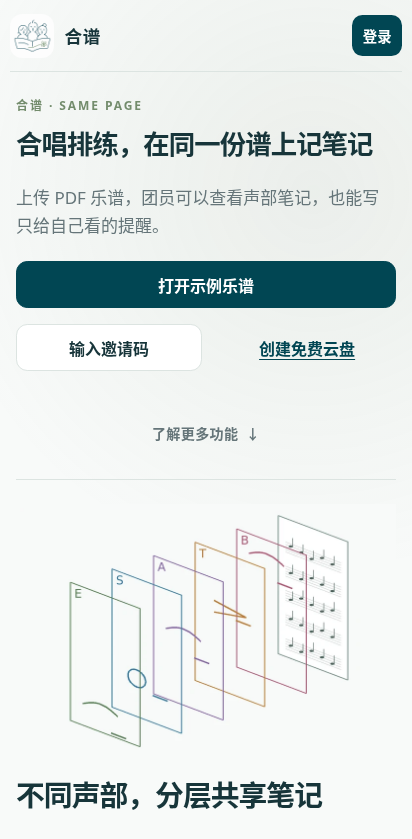 合谱
登录
合谱 · SAME PAGE
合唱排练，在同一份谱上记笔记
上传 PDF 乐谱，团员可以查看声部笔记，也能写
只给自己看的提醒。
打开示例乐谱
输入邀请码
创建免费云盘
了解更多功能 ↓
E
S
A
T
B
不同声部，分层共享笔记